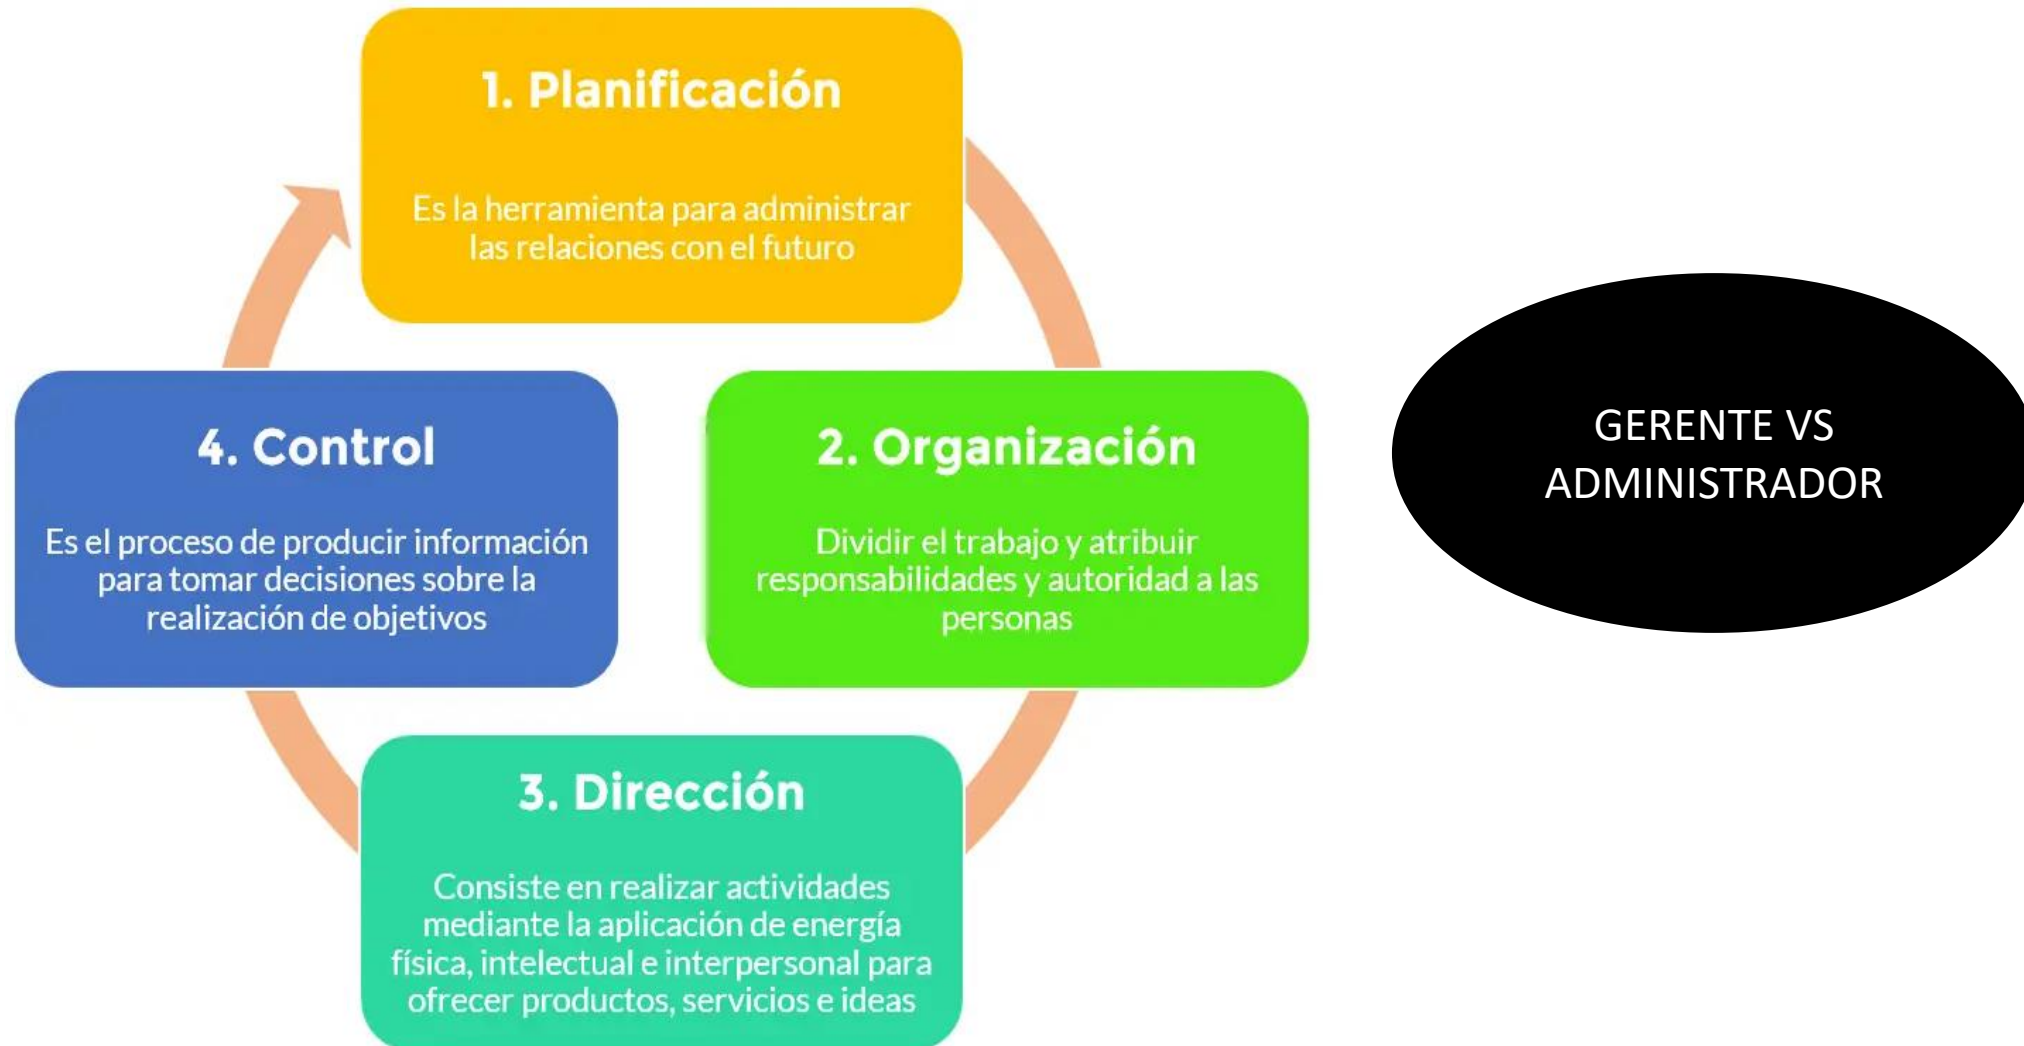 1. Planificación
Es la herramienta para administrar
las relaciones con el futuro
2. Organización
Dividir el trabajo y atribuir
responsabilidades y autoridad a las
personas
3. Dirección
Consiste en realizar actividades
mediante la aplicación de energía
física, intelectual e interpersonal para
ofrecer productos, servicios e ideas
4. Control
Es el proceso de producir información
para tomar decisiones sobre la
realización de objetivos
GERENTE VS
ADMINISTRADOR